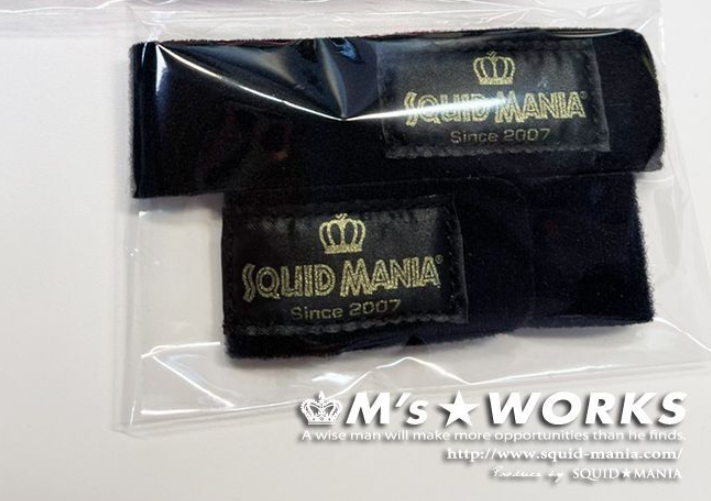 SQUID MANIA®
Since 2007
SQUID MANIA®
Since 2007
M's★WORKS
A wise man will make more opportunities than he finds.
http://www.squid-mania.com/
Produce by SQUID★MANIA